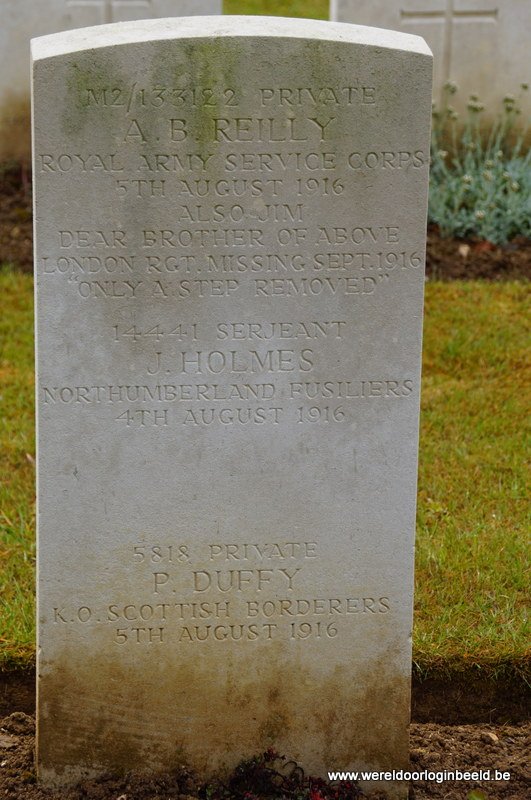 M2/133122 PRIVATE
A. B. REILLY
ROYAL ARMY SERVICE CORPS
5TH AUGUST 1916
ALSO JIM
DEAR BROTHER OF ABOVE
LONDON RGT. MISSING SEPT. 1916
"ONLY A STEP REMOVED"
14441 SERJEANT
J. HOLMES
NORTHUMBERLAND FUSILIERS
4TH AUGUST 1916
5818 PRIVATE
P. DUFFY
K.O. SCOTTISH BORDERERS
5TH AUGUST 1916
www.wereldoorloginbeeld.be